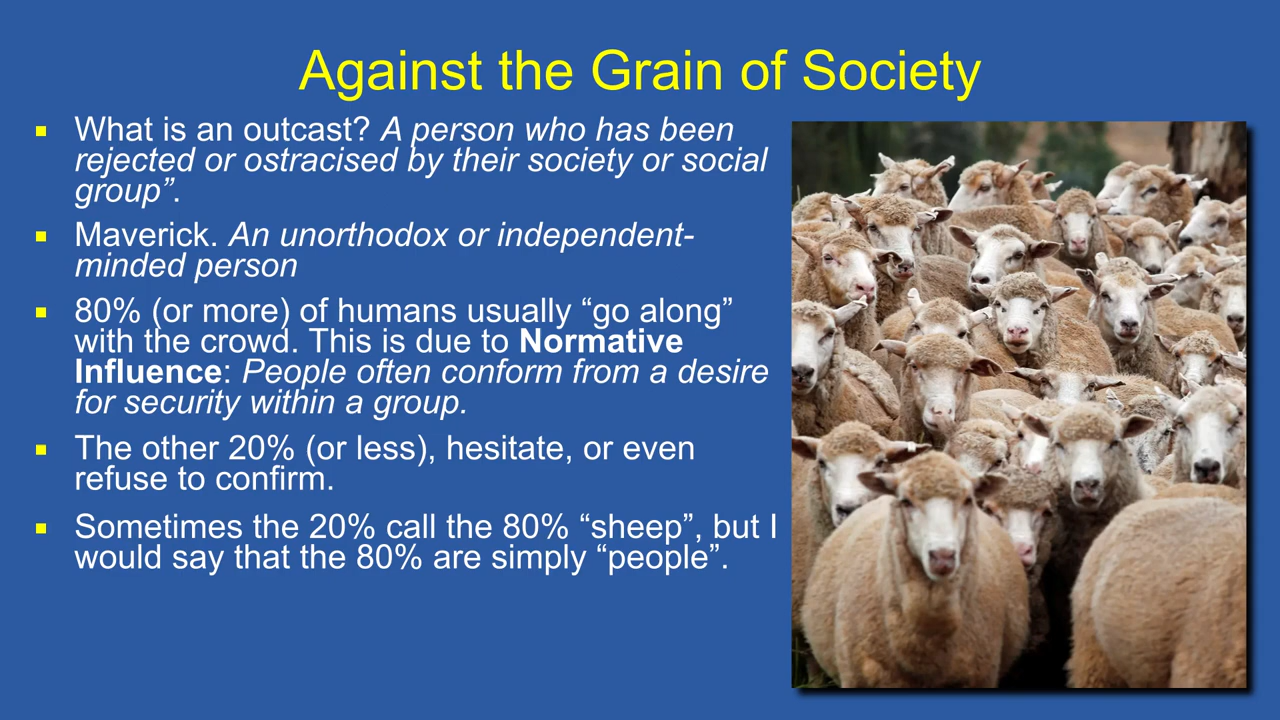 Against the Grain of Society
What is an outcast? A person who has been
rejected or ostracised by their society or social
group”.
Maverick. An unorthodox or independent-
minded person
80% (or more) of humans usually “go along”
with the crowd. This is due to Normative
Influence: People often conform from a desire
for security within a group.
The other 20% (or less), hesitate, or even
refuse to confirm.
Sometimes the 20% call the 80% “sheep”, but I
would say that the 80% are simply “people”.